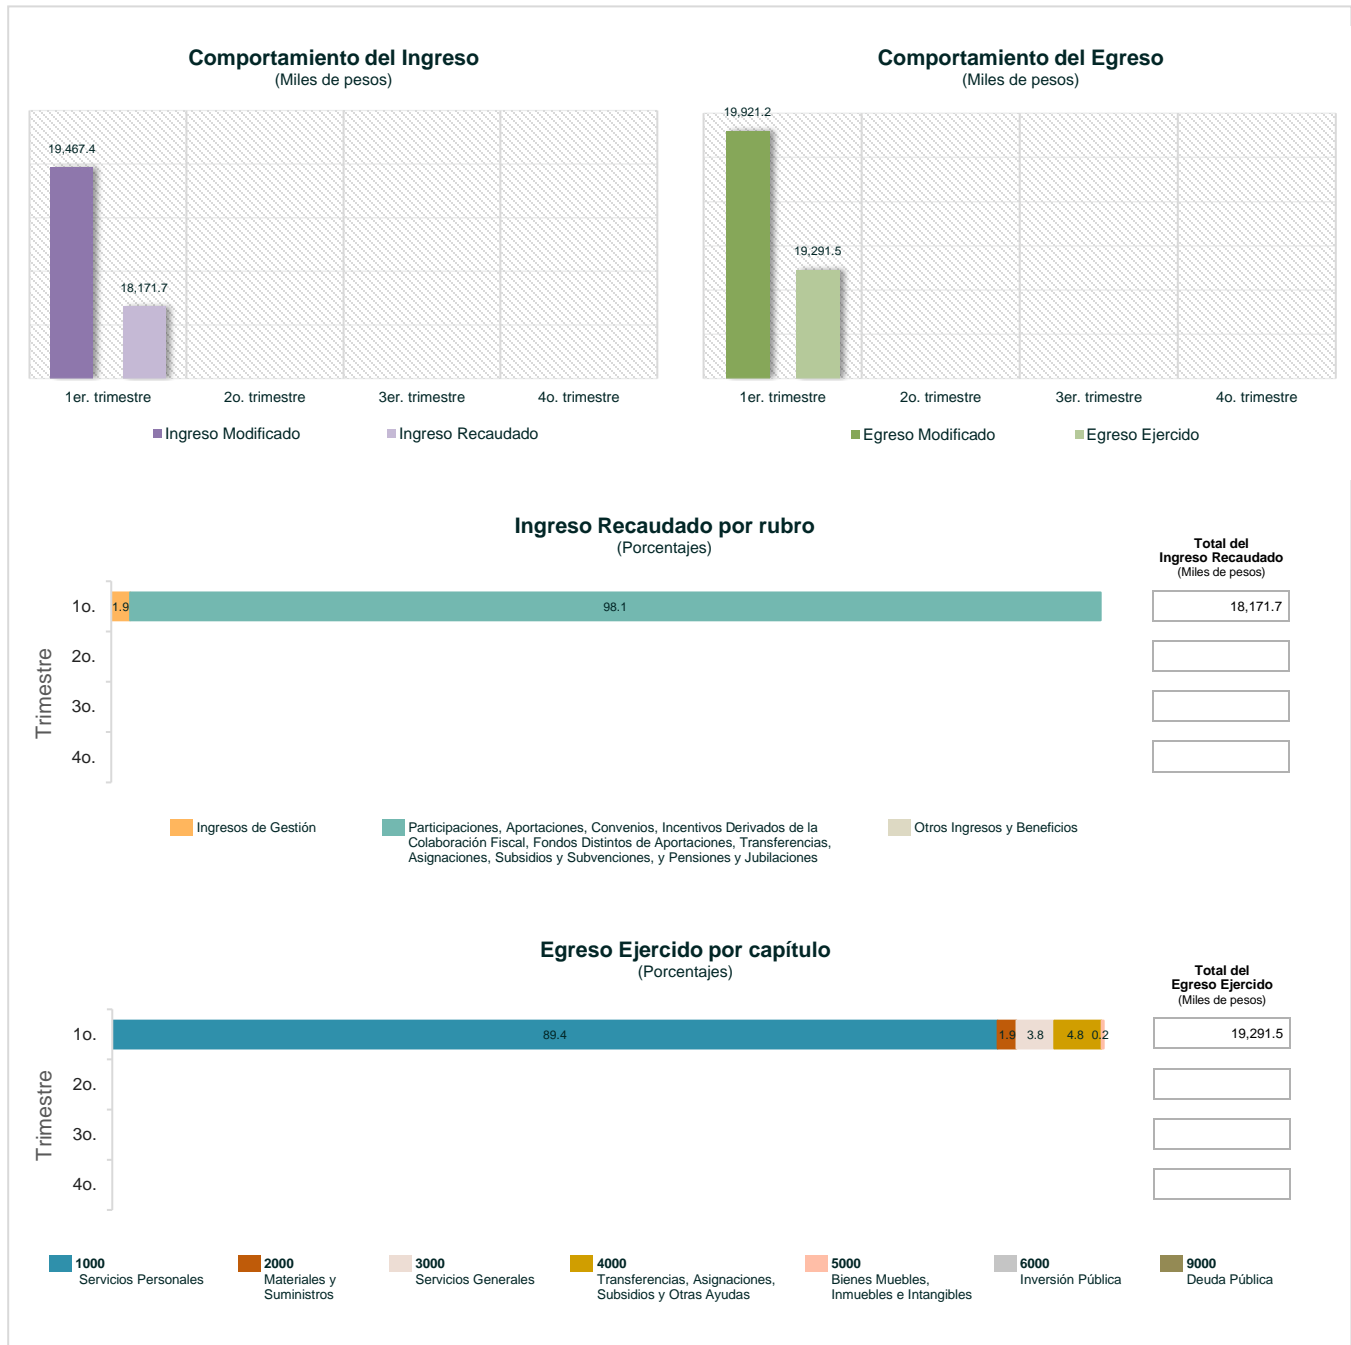 Comportamiento del Ingreso
(Miles de pesos)
19,467.4
18,171.7
1er. trimestre
2o. trimestre
3er. trimestre
4o. trimestre
Ingreso Modificado
Ingreso Recaudado
Comportamiento del Egreso
(Miles de pesos)
19,921.2
19,291.5
1er. trimestre
2o. trimestre
3er. trimestre
4o. trimestre
Egreso Modificado
Egreso Ejercido
Ingreso Recaudado por rubro
(Porcentajes)
Total del
Ingreso Recaudado
(Miles de pesos)
Trimestre
1o.
1.9
98.1
18,171.7
2o.
3o.
4o.
Ingresos de Gestión
Participaciones, Aportaciones, Convenios, Incentivos Derivados de la
Colaboración Fiscal, Fondos Distintos de Aportaciones, Transferencias,
Asignaciones, Subsidios y Subvenciones, y Pensiones y Jubilaciones
Otros Ingresos y Beneficios
Egreso Ejercido por capítulo
(Porcentajes)
Total del
Egreso Ejercido
(Miles de pesos)
Trimestre
1o.
89.4
1.9
3.8
4.8
0.2
19,291.5
2o.
3o.
4o.
1000
Servicios Personales
2000
Materiales y
Suministros
3000
Servicios Generales
4000
Transferencias, Asignaciones,
Subsidios y Otras Ayudas
5000
Bienes Muebles,
Inmuebles e Intangibles
6000
Inversión Pública
9000
Deuda Pública